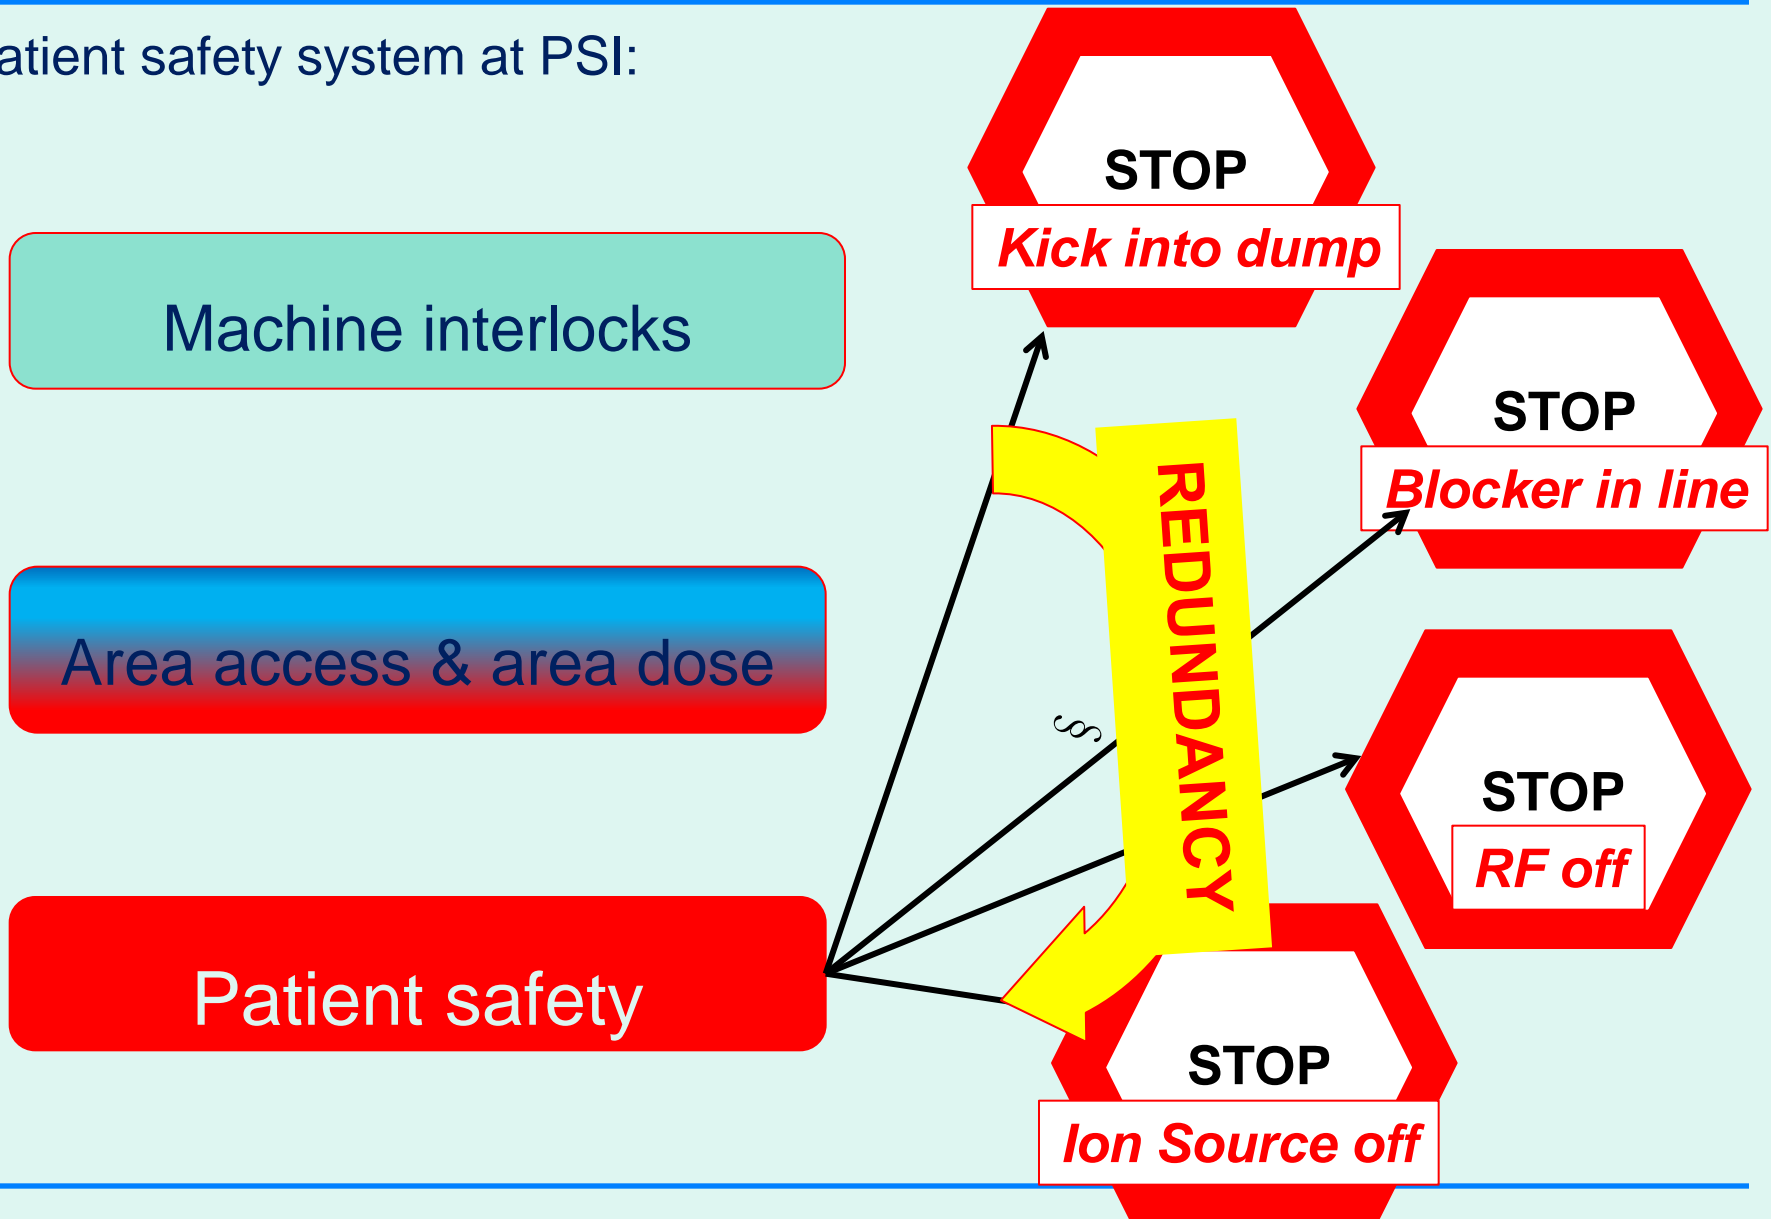 atient safety system at PSI:
STOP
Kick into dump
Machine interlocks
STOP
Blocker in line
REDUNDANCY
Area access & area dose
§
STOP
RF off
Patient safety
STOP
Ion Source off